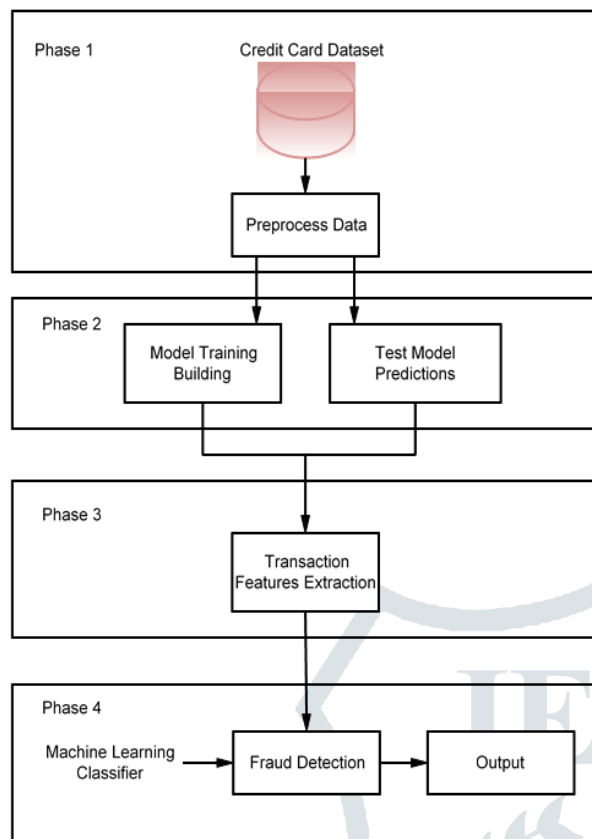 Phase 1
Credit Card Dataset
Preprocess Data
Phase 2
Model Training
Building
Test Model
Predictions
Phase 3
Transaction
Features Extraction
Phase 4
Machine Learning
Classifier
Fraud Detection
Output